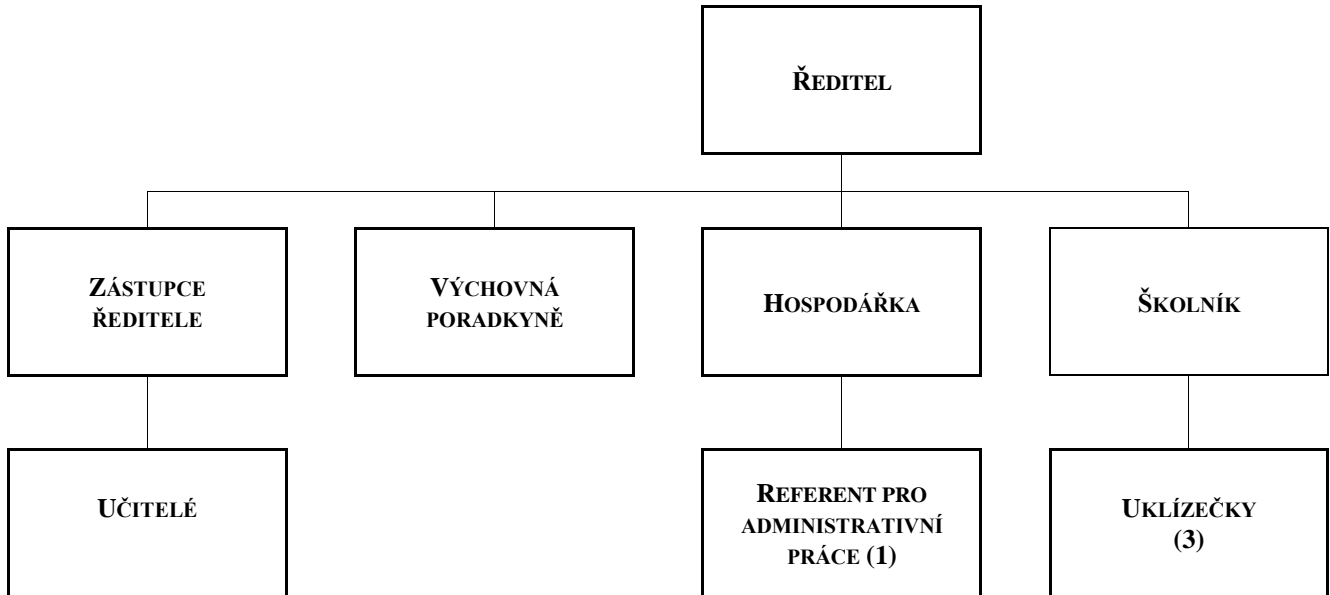 ŘEDITEL
ZÁSTUPCE
ŘEDITELE
VÝCHOVNÁ
PORADKYNĚ
HOSPODÁŘKA
ŠKOLNÍK
UČITELÉ
REFERENT PRO
ADMINISTRATIVNÍ
PRÁCE (1)
UKLÍZEČKY
(3)